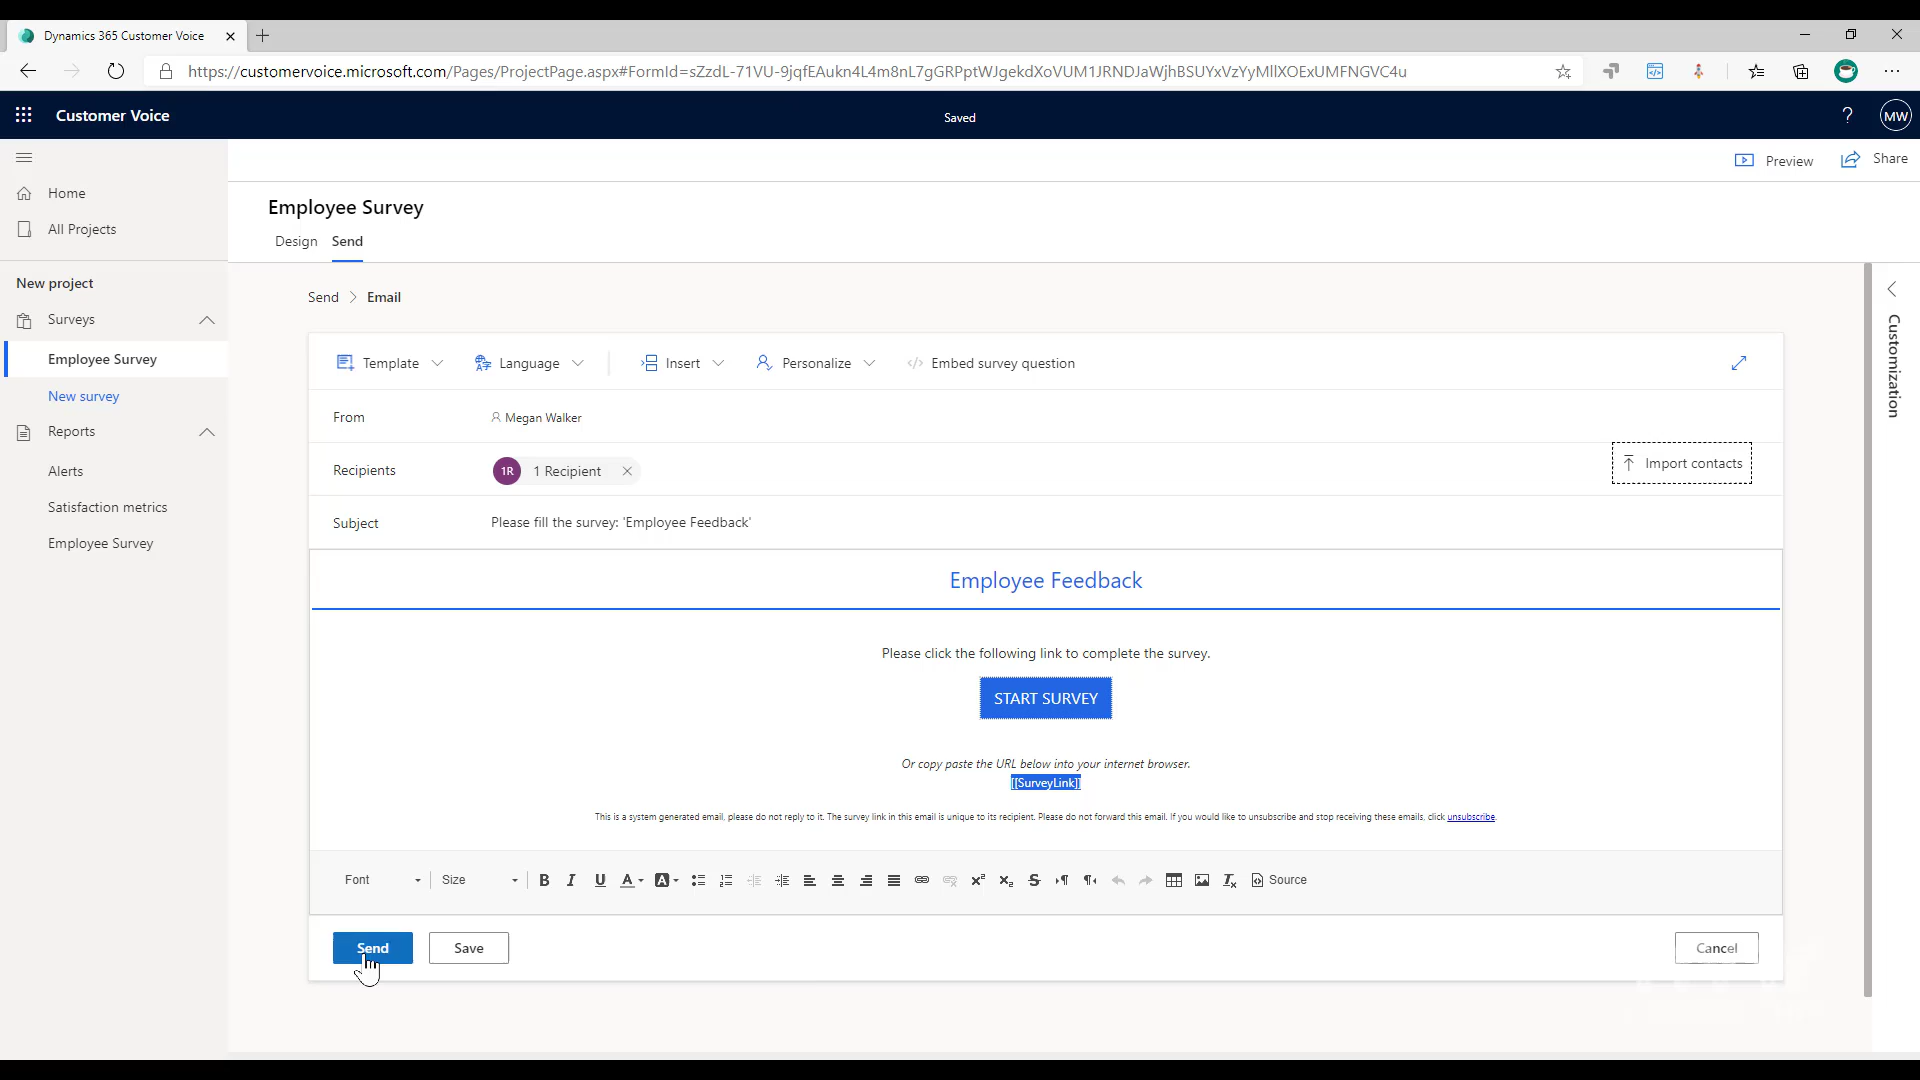 Dynamics 365 Customer Voice
https://customervoice.microsoft.com/Pages/ProjectPage.aspx#FormId=sZzdL-71VU-9jqfEAukn4L4m8nL7gGRPptWJgekdXoVUM1JRNDJaWjhBSUYxVzYyMllXOExUMFNGVC4u
Customer Voice
Saved
?
MW
Preview
Share
Home
All Projects
New project
Surveys
Employee Survey
New survey
Reports
Alerts
Satisfaction metrics
Employee Survey
Employee Survey
Design Send
Send > Email
Template Language Insert Personalize </> Embed survey question
From Megan Walker
Recipients 1R 1 Recipient
Import contacts
Subject Please fill the survey: 'Employee Feedback'
Employee Feedback
Please click the following link to complete the survey.
START SURVEY
Or copy paste the URL below into your internet browser.
[[SurveyLink]]
This is a system generated email, please do not reply to it. The survey link in this email is unique to its recipient. Please do not forward this email. If you would like to unsubscribe and stop receiving these emails, click unsubscribe.
Font Size B I U A A Source
Send Save Cancel
Customization